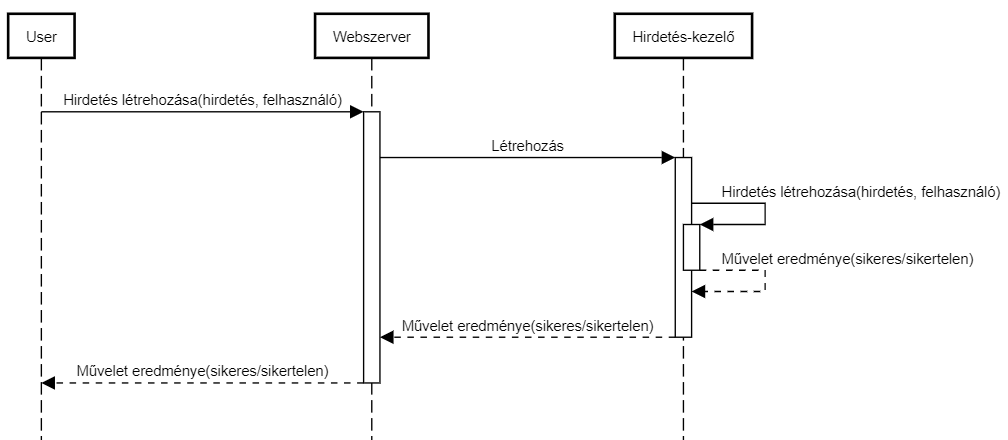 User
Webszerver
Hirdetés-kezelő
Hirdetés létrehozása(hirdetés, felhasználó)
Létrehozás
Hirdetés létrehozása(hirdetés, felhasználó)
Művelet eredménye(sikeres/sikertelen)
Művelet eredménye(sikeres/sikertelen)
Művelet eredménye(sikeres/sikertelen)